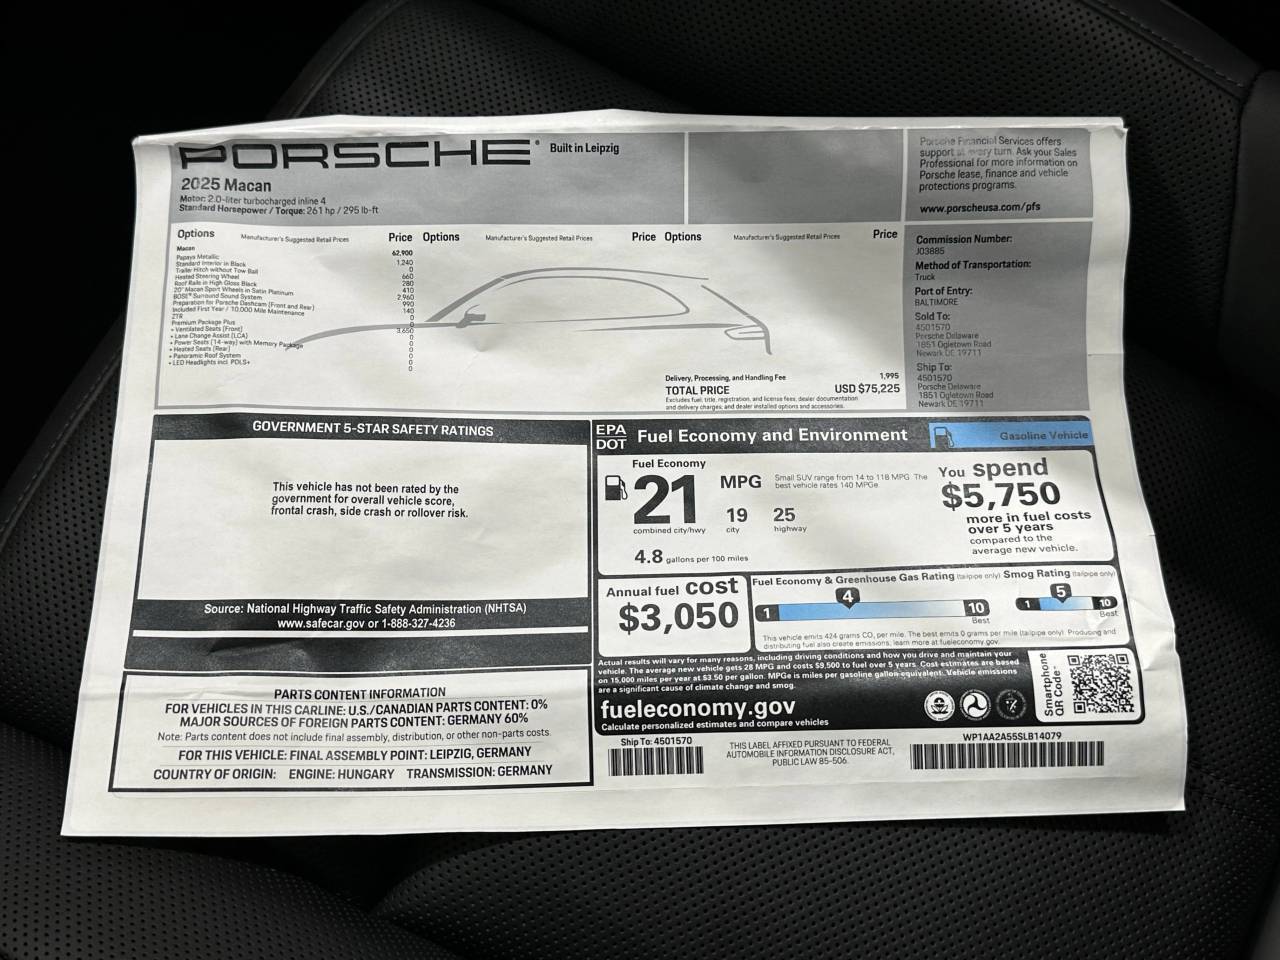 PORSCHE® Built in Leipzig
2025 Macan
Motor: 2.0-liter turbocharged inline 4
Standard Horsepower / Torque: 261 hp / 295 lb-ft
Porsche Financial Services offers
support at every turn. Ask your Sales
Professional for more information on
Porsche lease, finance and vehicle
protections programs.
www.porscheusa.com/pfs
Options Manufacturer's Suggested Retail Prices Price Options Manufacturer's Suggested Retail Prices Price Options Manufacturer's Suggested Retail Prices Price
Macan 62,900
Papaya Metallic 1,240
Standard Interior in Black 0
Trailer Hitch without Tow Ball 660
Heated Steering Wheel 280
Roof Rails in High Gloss Black 410
20" Macan Sport Wheels in Satin Platinum 2,960
BOSE® Surround Sound System 990
Preparation for Porsche Dashcam (Front and Rear) 140
Included First Year / 10,000 Mile Maintenance 0
ZTR 0
Premium Package Plus 3,650
• Ventilated Seats (Front) 0
• Lane Change Assist (LCA) 0
• Power Seats (14-way) with Memory Package 0
• Heated Seats (Rear) 0
• Panoramic Roof System 0
• LED Headlights incl. PDLS+ 0
Delivery, Processing, and Handling Fee 1,995
TOTAL PRICE USD $75,225
Excludes fuel, title, registration, and license fees, dealer documentation
and delivery charges, and dealer installed options and accessories.
Commission Number:
J03885
Method of Transportation:
Truck
Port of Entry:
BALTIMORE
Sold To:
4501570
Porsche Delaware
1851 Ogletown Road
Newark DE 19711
Ship To:
4501570
Porsche Delaware
1851 Ogletown Road
Newark DE 19711
GOVERNMENT 5-STAR SAFETY RATINGS
This vehicle has not been rated by the
government for overall vehicle score,
frontal crash, side crash or rollover risk.
Source: National Highway Traffic Safety Administration (NHTSA)
www.safecar.gov or 1-888-327-4236
PARTS CONTENT INFORMATION
FOR VEHICLES IN THIS CARLINE: U.S./CANADIAN PARTS CONTENT: 0%
MAJOR SOURCES OF FOREIGN PARTS CONTENT: GERMANY 60%
Note: Parts content does not include final assembly, distribution, or other non-parts costs.
FOR THIS VEHICLE: FINAL ASSEMBLY POINT: LEIPZIG, GERMANY
COUNTRY OF ORIGIN: ENGINE: HUNGARY TRANSMISSION: GERMANY
EPA
DOT
Fuel Economy and Environment
Gasoline Vehicle
Fuel Economy
21 MPG
combined city/hwy
19 25
city highway
4.8 gallons per 100 miles
Small SUV range from 14 to 118 MPG. The
best vehicle rates 140 MPGe.
You spend
$5,750
more in fuel costs
over 5 years
compared to the
average new vehicle.
Annual fuel cost
$3,050
Fuel Economy & Greenhouse Gas Rating (tailpipe only) Smog Rating (tailpipe only)
4 5
1 10 1 10
Best Best
This vehicle emits 424 grams CO₂ per mile. The best emits 0 grams per mile (tailpipe only). Producing and
distributing fuel also create emissions; learn more at fueleconomy.gov.
Actual results will vary for many reasons, including driving conditions and how you drive and maintain your
vehicle. The average new vehicle gets 28 MPG and costs $9,500 to fuel over 5 years. Cost estimates are based
on 15,000 miles per year at $3.50 per gallon. MPGe is miles per gasoline gallon equivalent. Vehicle emissions
are a significant cause of climate change and smog.
fueleconomy.gov
Calculate personalized estimates and compare vehicles
Smartphone
QR Code
Ship To: 4501570
THIS LABEL AFFIXED PURSUANT TO FEDERAL
AUTOMOBILE INFORMATION DISCLOSURE ACT,
PUBLIC LAW 85-506.
WP1AA2A55SLB14079